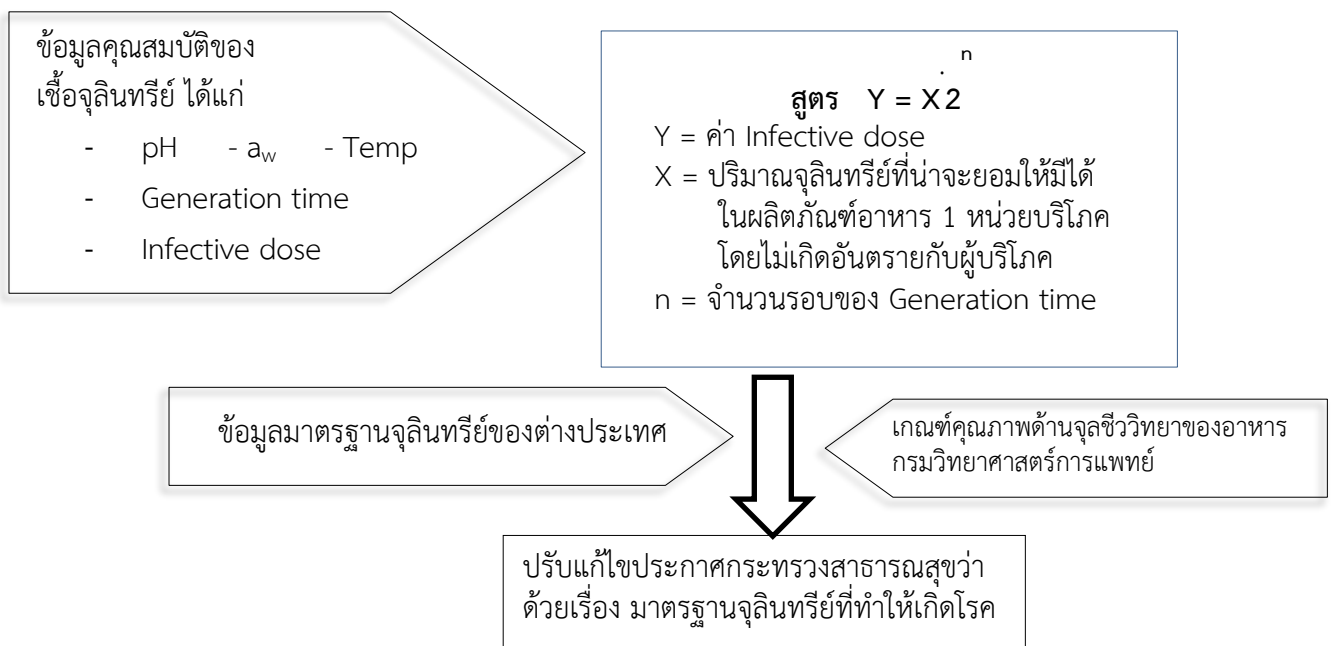 ข้อมูลคุณสมบัติของ
เชื้อจุลินทรีย์ ได้แก่
- pH - aw - Temp
- Generation time
- Infective dose
n
.
สูตร Y = X 2
Y = ค่า Infective dose
X = ปริมาณจุลินทรีย์ที่น่าจะยอมให้มีได้
ในผลิตภัณฑ์อาหาร 1 หน่วยบริโภค
โดยไม่เกิดอันตรายกับผู้บริโภค
n = จำนวนรอบของ Generation time
ข้อมูลมาตรฐานจุลินทรีย์ของต่างประเทศ
เกณฑ์คุณภาพด้านจุลชีววิทยาของอาหาร
กรมวิทยาศาสตร์การแพทย์
ปรับแก้ไขประกาศกระทรวงสาธารณสุขว่า
ด้วยเรื่อง มาตรฐานจุลินทรีย์ที่ทำให้เกิดโรค